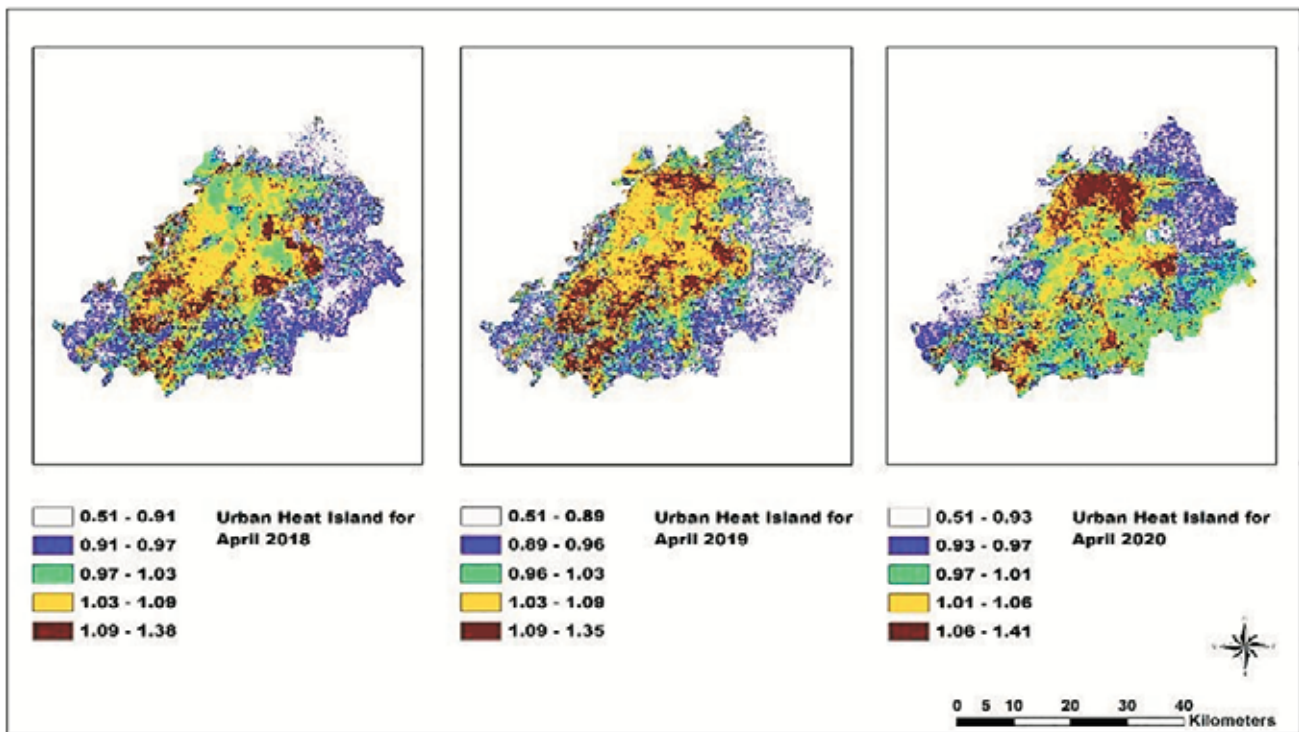 0.51 - 0.91
0.91 - 0.97
0.97 - 1.03
1.03 - 1.09
1.09 - 1.38
Urban Heat Island for
April 2018
0.51 - 0.89
0.89 - 0.96
0.96 - 1.03
1.03 - 1.09
1.09 - 1.35
Urban Heat Island for
April 2019
0.51 - 0.93
0.93 - 0.97
0.97 - 1.01
1.01 - 1.06
1.06 - 1.41
Urban Heat Island for
April 2020
0 5 10 20 30 40
Kilometers